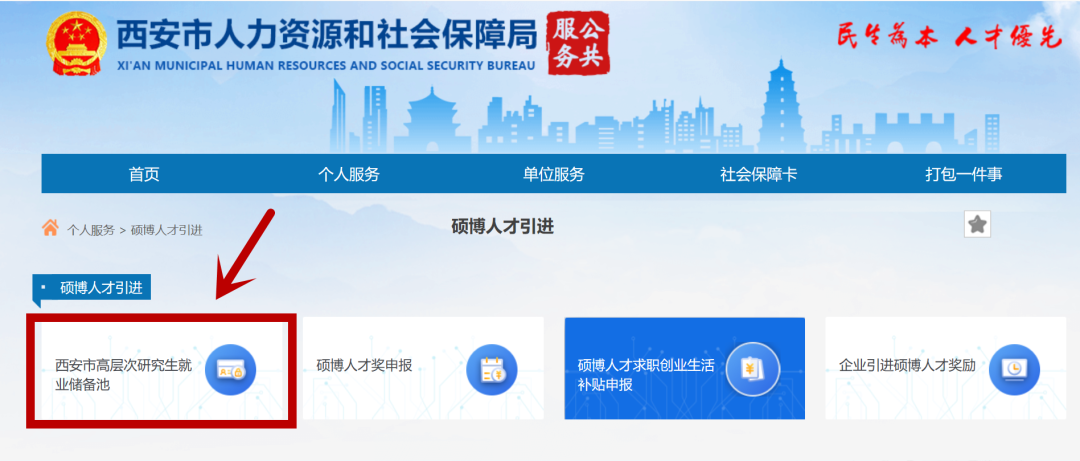 西安市人力资源和社会保障局
XI'AN MUNICIPAL HUMAN RESOURCES AND SOCIAL SECURITY BUREAU
公共服务
民生為本 人才優先
首页 个人服务 单位服务 社会保障卡 打包一件事
个人服务 > 硕博人才引进
硕博人才引进
硕博人才引进
西安市高层次研究生就
业储备池
硕博人才奖申报
硕博人才求职创业生活
补贴申报
企业引进硕博人才奖励